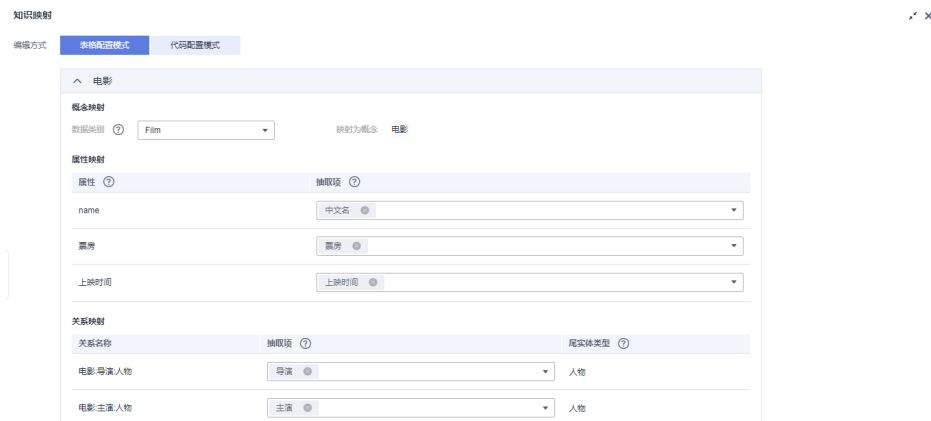 知识映射
编辑方式 表格配置模式 代码配置模式
电影
概念映射
数据类别 ? Film 映射为概念 电影
属性映射
属性 ? 抽取项 ?
name 中文名
票房 票房
上映时间 上映时间
关系映射
关系名称 抽取项 ? 尾实体类型 ?
电影:导演:人物 导演 人物
电影:主演:人物 主演 人物